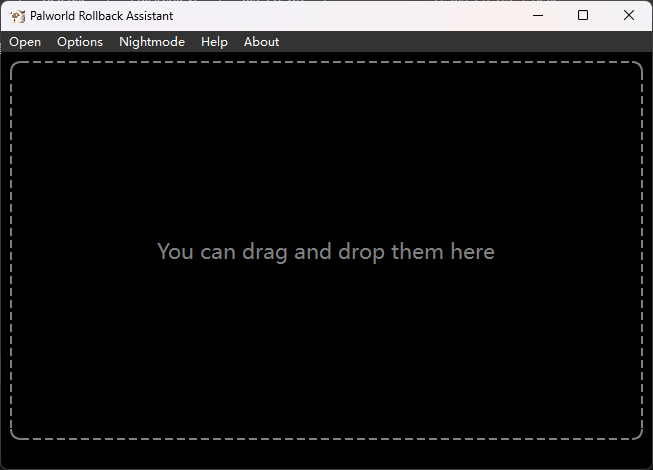 Palworld Rollback Assistant
Open Options Nightmode Help About
You can drag and drop them here